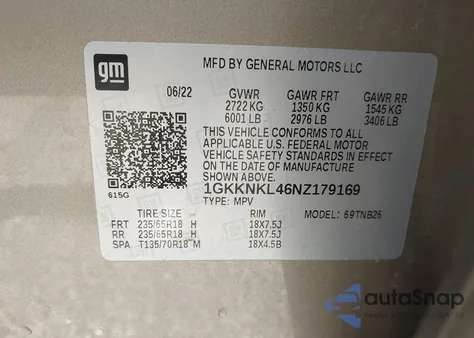 gm
MFD BY GENERAL MOTORS LLC
06/22 GVWR GAWR FRT GAWR RR
2722 KG 1350 KG 1545 KG
6001 LB 2976 LB 3406 LB
THIS VEHICLE CONFORMS TO ALL
APPLICABLE U.S. FEDERAL MOTOR
VEHICLE SAFETY STANDARDS IN EFFECT
ON THE DATE OF MANUFACTURE SHOWN ABOVE.
1GKKNKL46NZ179169
TYPE: MPV
615G
TIRE SIZE RIM MODEL: 69TNB26
FRT 235/65R18 H 18X7.5J
RR 235/65R18 H 18X7.5J
SPA T135/70R18 M 18X4.5B
autoSnap